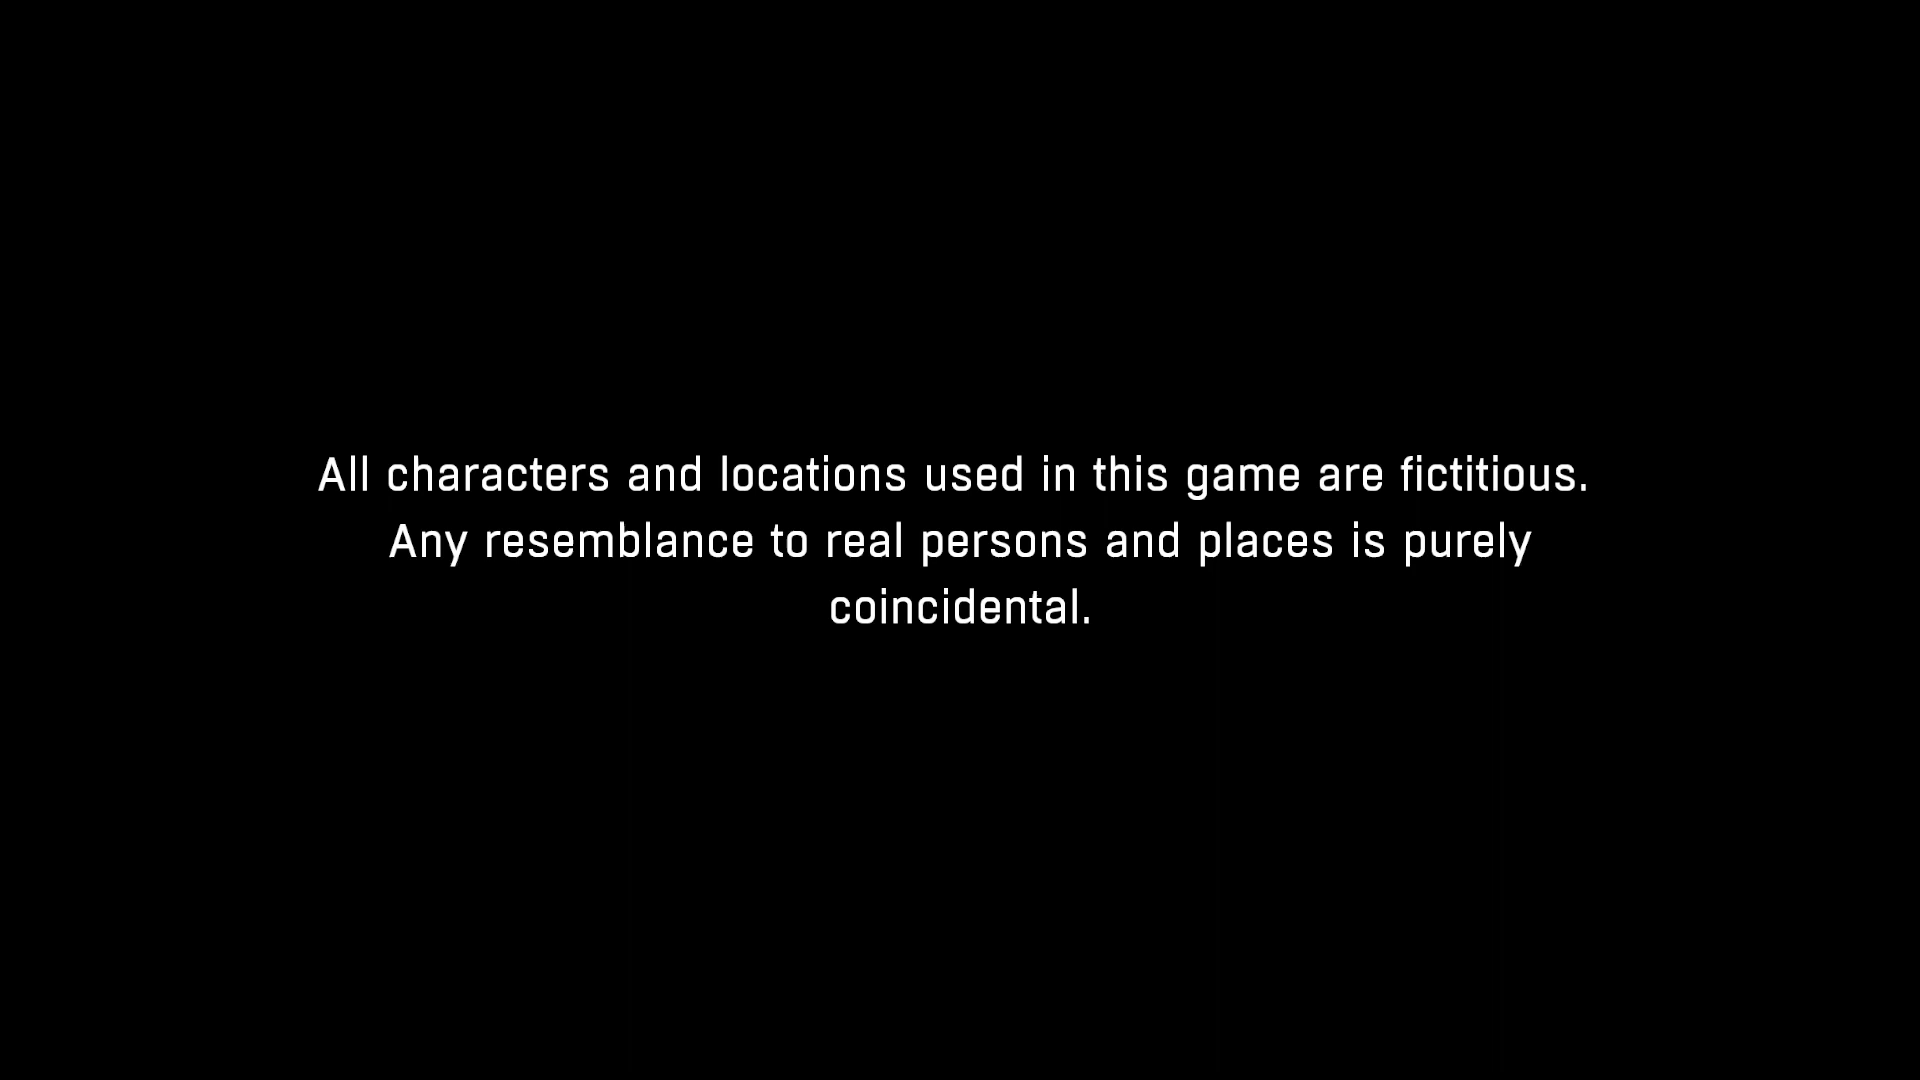 All characters and locations used in this game are fictitious.
Any resemblance to real persons and places is purely
coincidental.